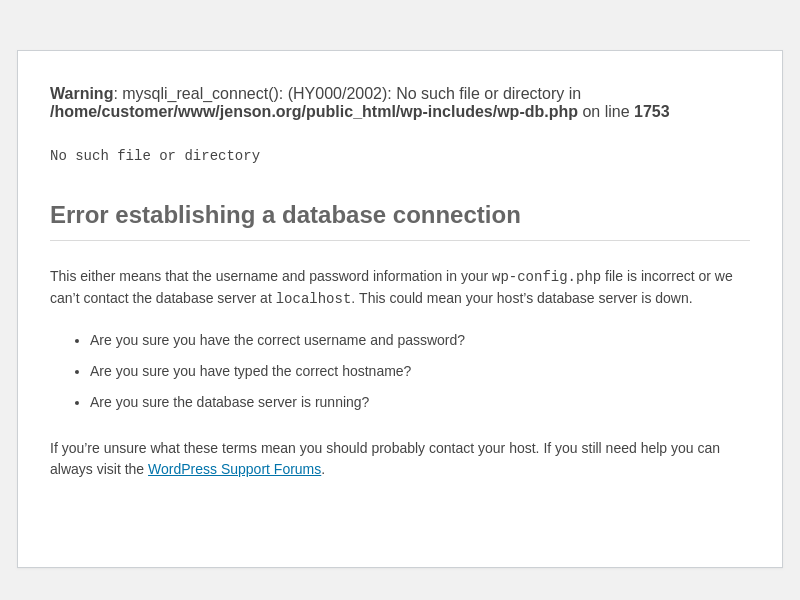 Warning: mysqli_real_connect(): (HY000/2002): No such file or directory in
/home/customer/www/jenson.org/public_html/wp-includes/wp-db.php on line 1753
No such file or directory
Error establishing a database connection
This either means that the username and password information in your wp-config.php file is incorrect or we
can’t contact the database server at localhost. This could mean your host’s database server is down.
• Are you sure you have the correct username and password?
• Are you sure you have typed the correct hostname?
• Are you sure the database server is running?
If you’re unsure what these terms mean you should probably contact your host. If you still need help you can
always visit the WordPress Support Forums.